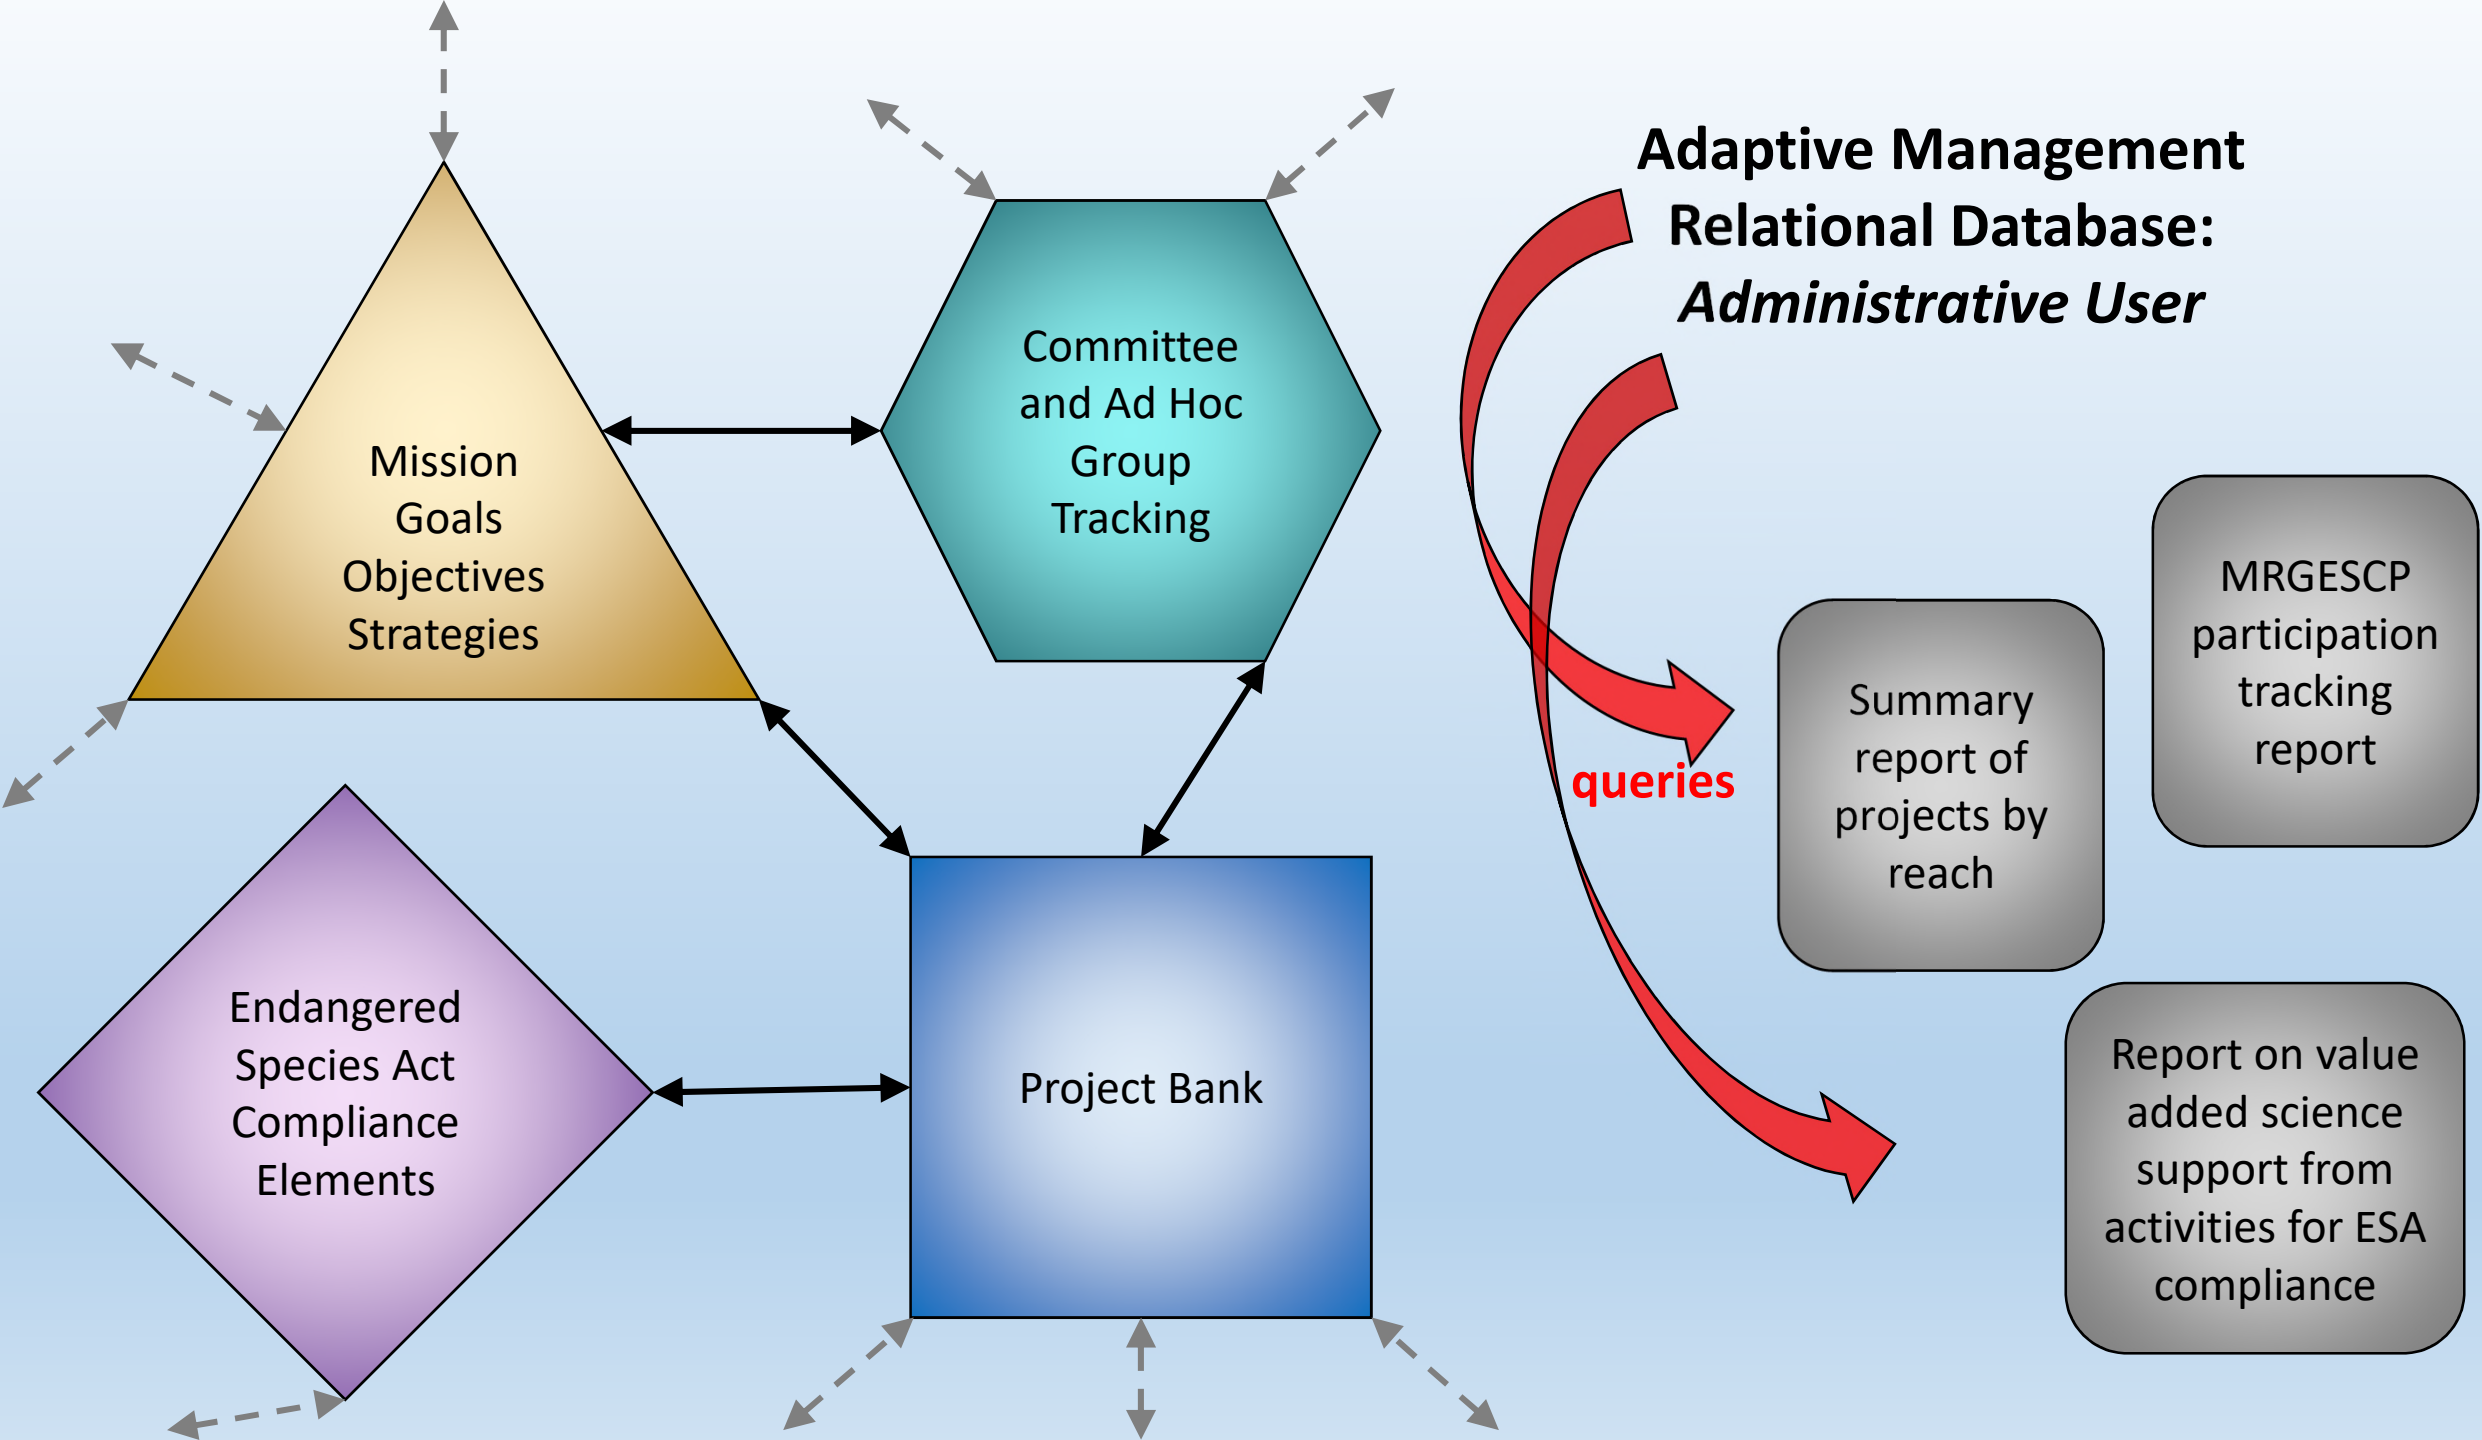 Adaptive Management
Relational Database:
Administrative User
Mission
Goals
Objectives
Strategies
Committee
and Ad Hoc
Group
Tracking
Endangered
Species Act
Compliance
Elements
Project Bank
queries
Summary
report of
projects by
reach
MRGESCP
participation
tracking
report
Report on value
added science
support from
activities for ESA
compliance